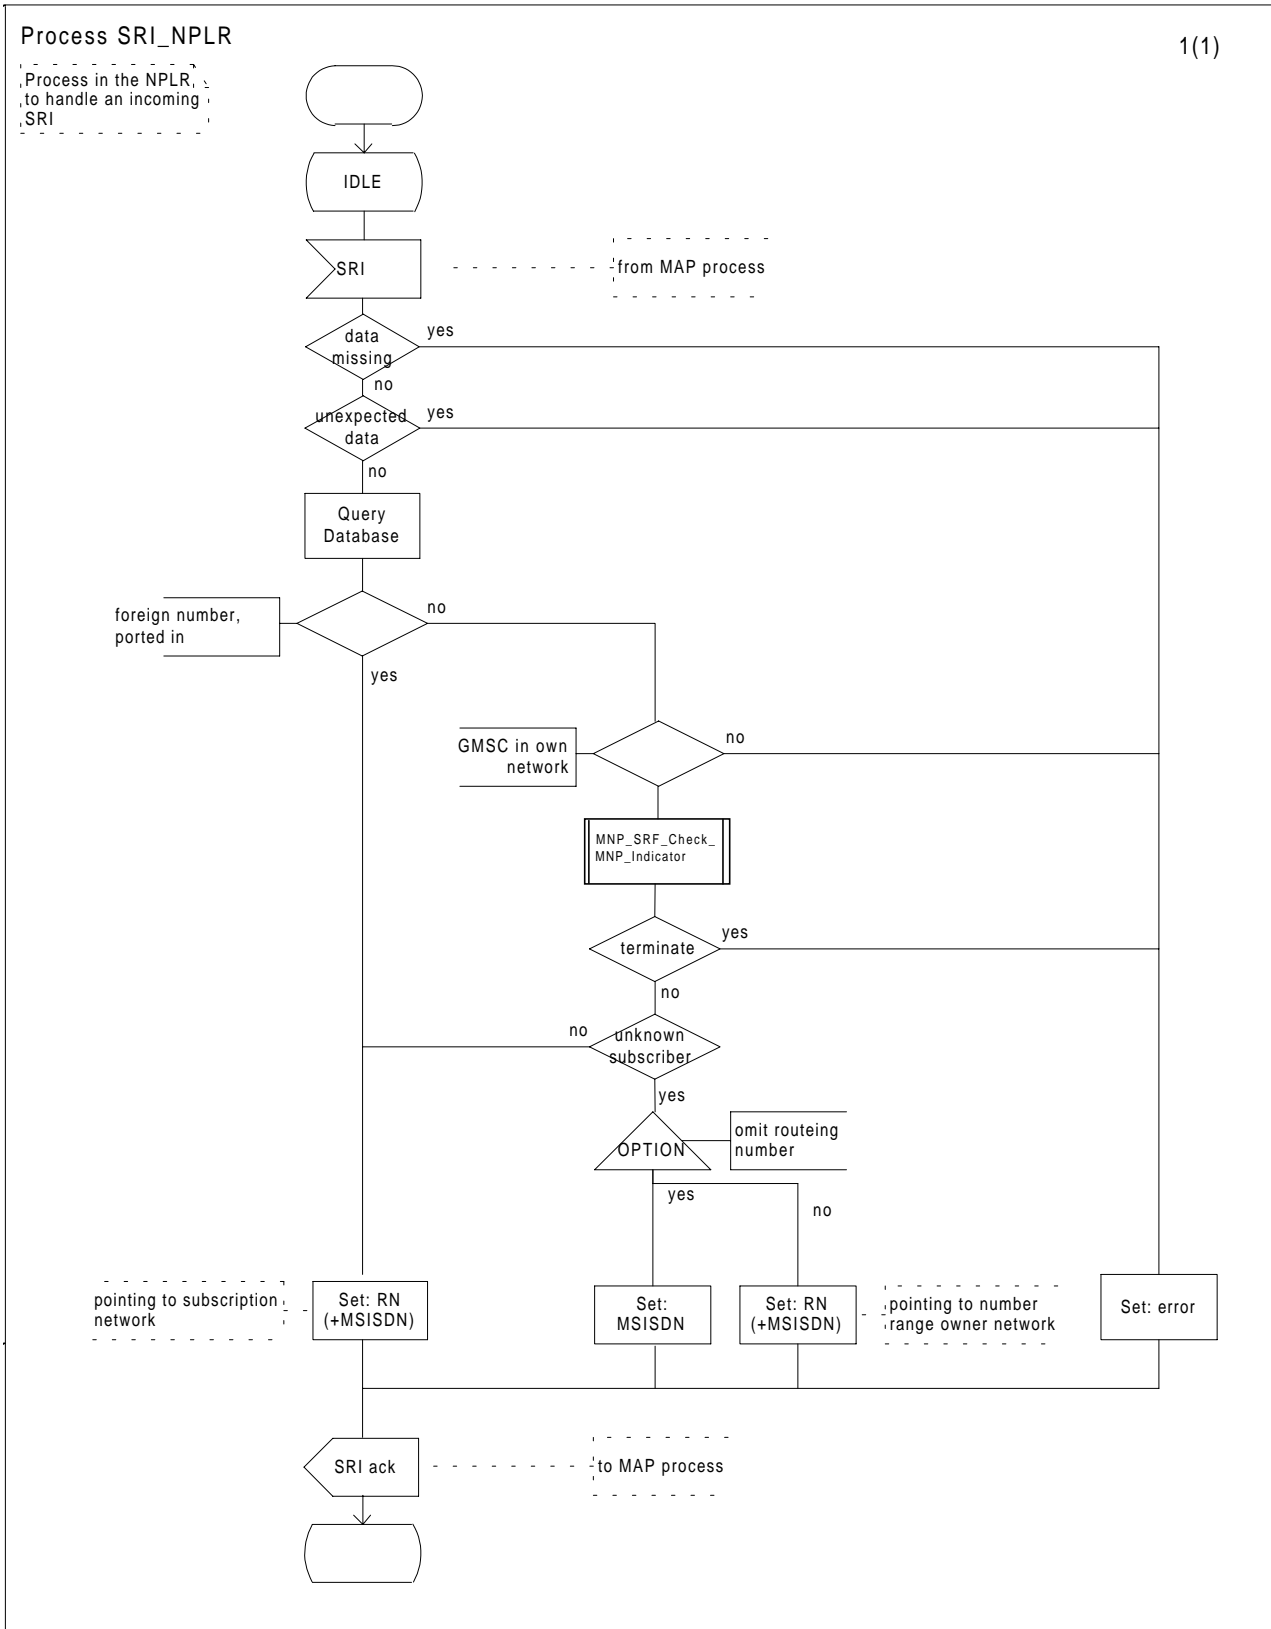 Process SRI_NPLR
1(1)
Process in the NPLR
to handle an incoming
SRI
IDLE
SRI
from MAP process
data
missing
yes
no
unexpected
data
yes
no
Query
Database
foreign number,
ported in
no
yes
GMSC in own
network
no
MNP_SRF_Check_
MNP_Indicator
terminate
yes
no
unknown
subscriber
no
yes
OPTION
omit routeing
number
yes
no
pointing to subscription
network
Set: RN
(+MSISDN)
Set:
MSISDN
Set: RN
(+MSISDN)
pointing to number
range owner network
Set: error
SRI ack
to MAP process